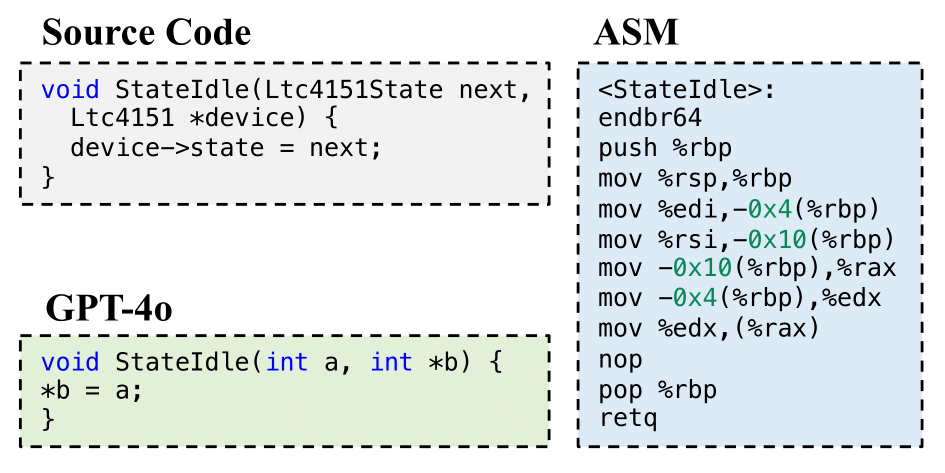 Source Code
void StateIdle(Ltc4151State next,
Ltc4151 *device) {
device->state = next;
}
GPT-4o
void StateIdle(int a, int *b) {
*b = a;
}
ASM
<StateIdle>:
endbr64
push %rbp
mov %rsp,%rbp
mov %edi,-0x4(%rbp)
mov %rsi,-0x10(%rbp)
mov -0x10(%rbp),%rax
mov -0x4(%rbp),%edx
mov %edx,(%rax)
nop
pop %rbp
retq